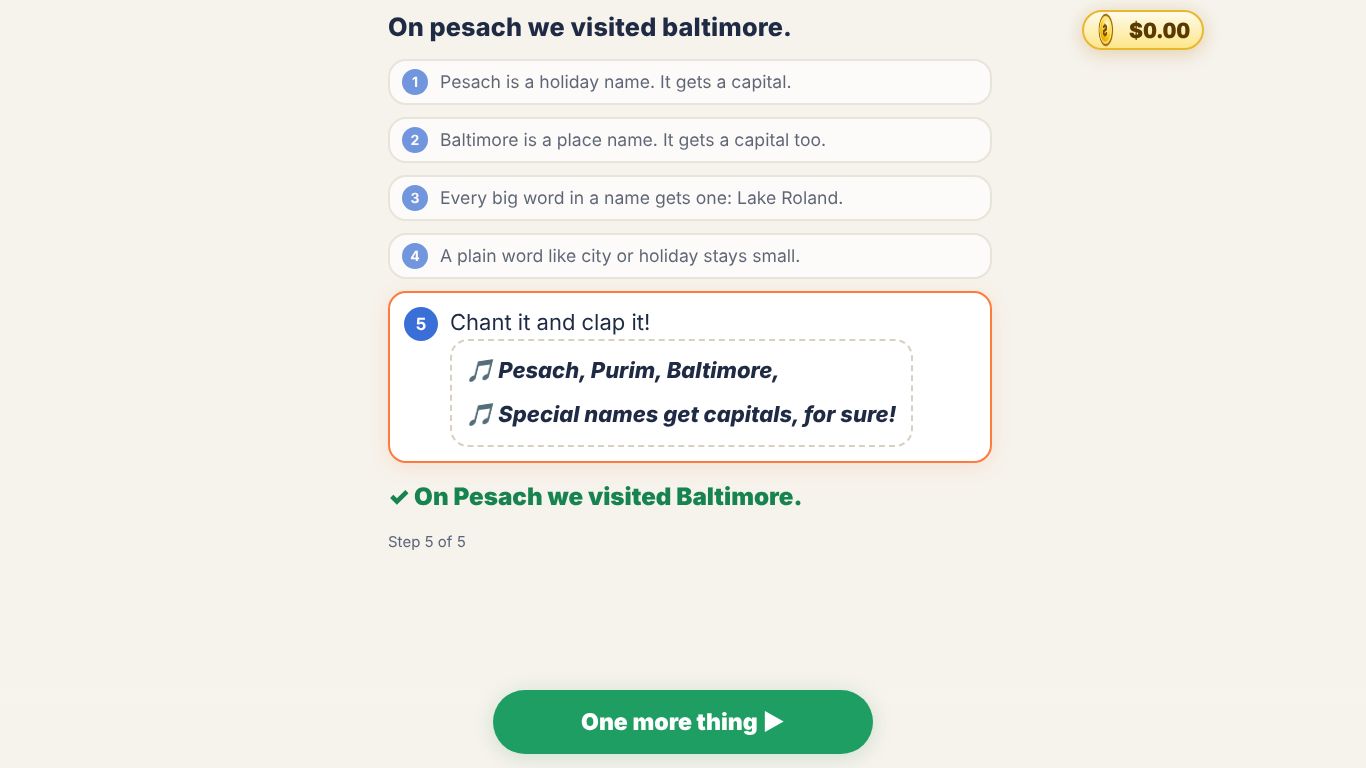 On pesach we visited baltimore.
$0.00
1 Pesach is a holiday name. It gets a capital.
2 Baltimore is a place name. It gets a capital too.
3 Every big word in a name gets one: Lake Roland.
4 A plain word like city or holiday stays small.
5 Chant it and clap it!
🎵 Pesach, Purim, Baltimore,
🎵 Special names get capitals, for sure!
✓ On Pesach we visited Baltimore.
Step 5 of 5
One more thing ▶